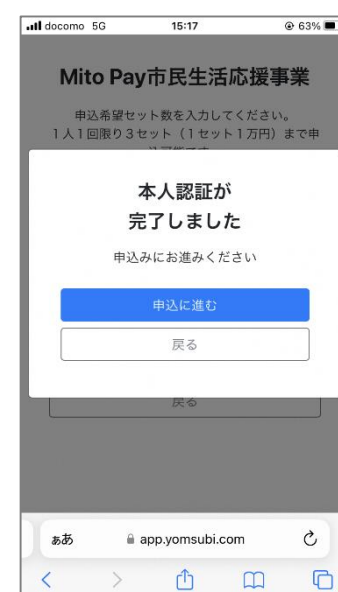 docomo 5G 15:17 63%
Mito Pay市民生活応援事業
申込希望セット数を入力してください。
1人1回限り3セット（1セット1万円）まで申
本人認証が
完了しました
申込みにお進みください
申込に進む
戻る
戻る
ぁあ app.yomsubi.com